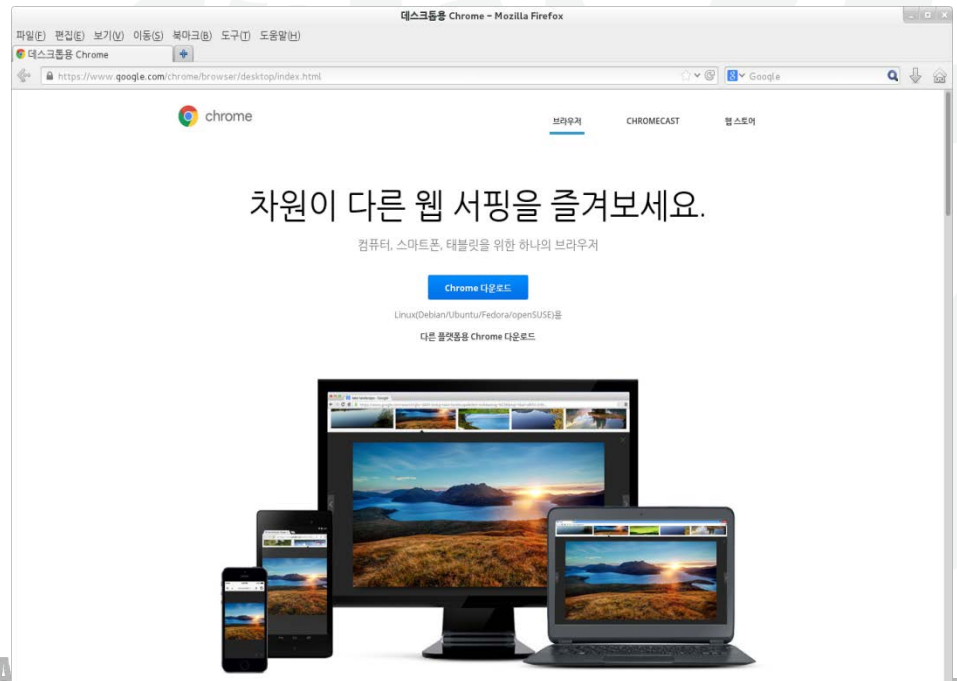 데스크톱용 Chrome - Mozilla Firefox
파일(F) 편집(E) 보기(V) 이동(S) 북마크(B) 도구(T) 도움말(H)
데스크톱용 Chrome
https://www.google.com/chrome/browser/desktop/index.html
Google
chrome
브라우저 CHROMECAST 웹 스토어
차원이 다른 웹 서핑을 즐겨보세요.
컴퓨터, 스마트폰, 태블릿을 위한 하나의 브라우저
Chrome 다운로드
Linux(Debian/Ubuntu/Fedora/openSUSE)용
다른 플랫폼용 Chrome 다운로드